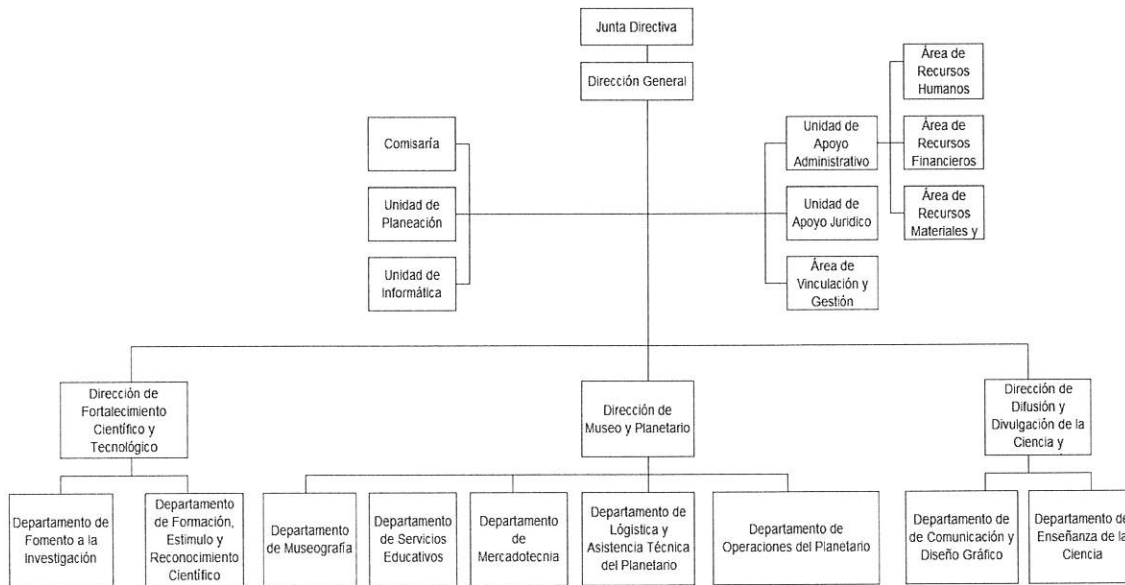 Junta Directiva
Dirección General
Área de
Recursos
Humanos
Comisaría
Unidad de
Apoyo
Administrativo
Área de
Recursos
Financieros
Unidad de
Planeación
Unidad de
Apoyo Juridico
Área de
Recursos
Materiales y
Unidad de
Informática
Área de
Vinculación y
Gestión
Dirección de
Fortalecimiento
Científico y
Tecnológico
Dirección de
Museo y Planetario
Dirección de
Difusión y
Divulgación de la
Ciencia y
Departamento de
Fomento a la
Investigación
Departamento
de Formación,
Estimulo y
Reconocimiento
Científico
Departamento
de Museografía
Departamento
de Servicios
Educativos
Departamento
de
Mercadotecnia
Departamento de
Lógistica y
Asistencia Técnica
del Planetario
Departamento de
Operaciones del Planetario
Departamento de
de Comunicación y
Diseño Gráfico
Departamento de
Enseñanza de la
Ciencia